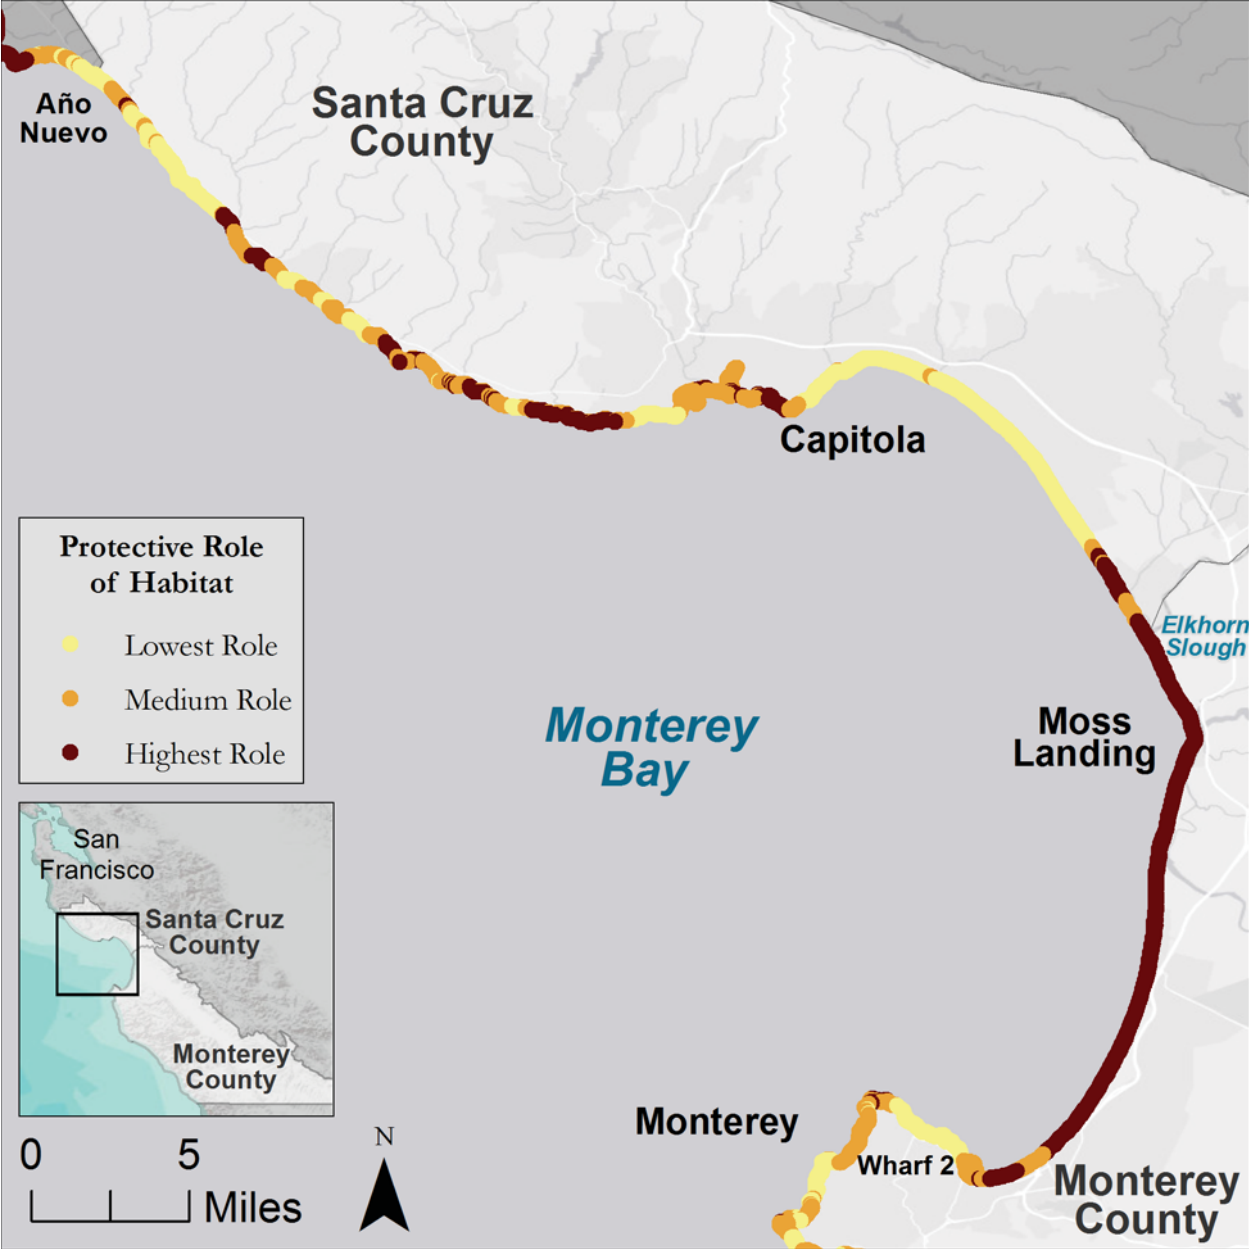 Año
Nuevo
Santa Cruz
County
Capitola
Protective Role
of Habitat
Lowest Role
Medium Role
Highest Role
Elkhorn
Slough
Monterey
Bay
Moss
Landing
San
Francisco
Santa Cruz
County
Monterey
County
Monterey
Wharf 2
Monterey
County
0 5
Miles
N